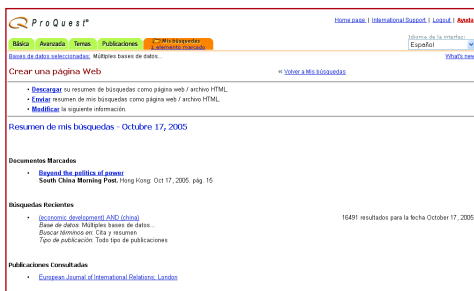 ProQuest®
Home page | International Support | Logout | Ayuda
Básica Avanzada Temas Publicaciones Mis búsquedas
1 elemento marcado
Idioma de la interfaz:
Español
Bases de datos seleccionadas: Múltiples bases de datos...
What's new
Crear una página Web
« Volver a Mis búsquedas
• Descargar su resumen de búsquedas como página web / archivo HTML.
• Enviar resumen de mis búsquedas como página web / archivo HTML.
• Modificar la siguiente información.
Resumen de mis búsquedas - Octubre 17, 2005
Documentos Marcados
• Beyond the politics of power
South China Morning Post. Hong Kong: Oct 17, 2005. pág. 15
Búsquedas Recientes
• (economic development) AND (china) 16491 resultados para la fecha October 17, 2005
Base de datos: Múltiples bases de datos...
Buscar términos en: Cita y resumen
Tipo de publicación: Todo tipo de publicaciones
Publicaciones Consultadas
• European Journal of International Relations; London